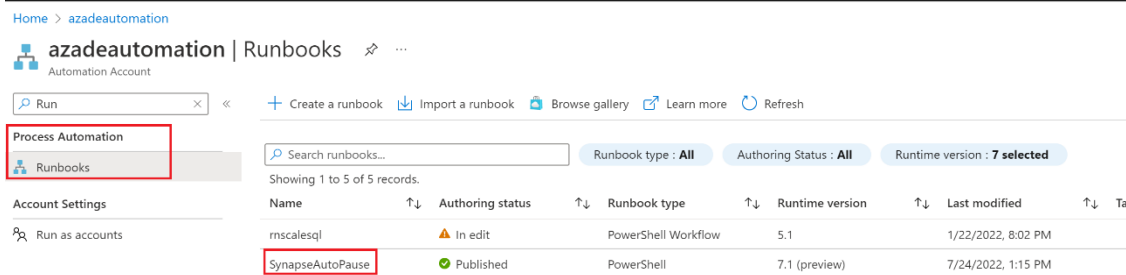 Home > azadeautomation
azadeautomation | Runbooks ...
Automation Account
Run
Create a runbook Import a runbook Browse gallery Learn more Refresh
Process Automation
Runbooks
Search runbooks... Runbook type : All Authoring Status : All Runtime version : 7 selected
Showing 1 to 5 of 5 records.
Account Settings
Name Authoring status Runbook type Runtime version Last modified Ta
Run as accounts
rnscalesql In edit PowerShell Workflow 5.1 1/22/2022, 8:02 PM
SynapseAutoPause Published PowerShell 7.1 (preview) 7/24/2022, 1:15 PM